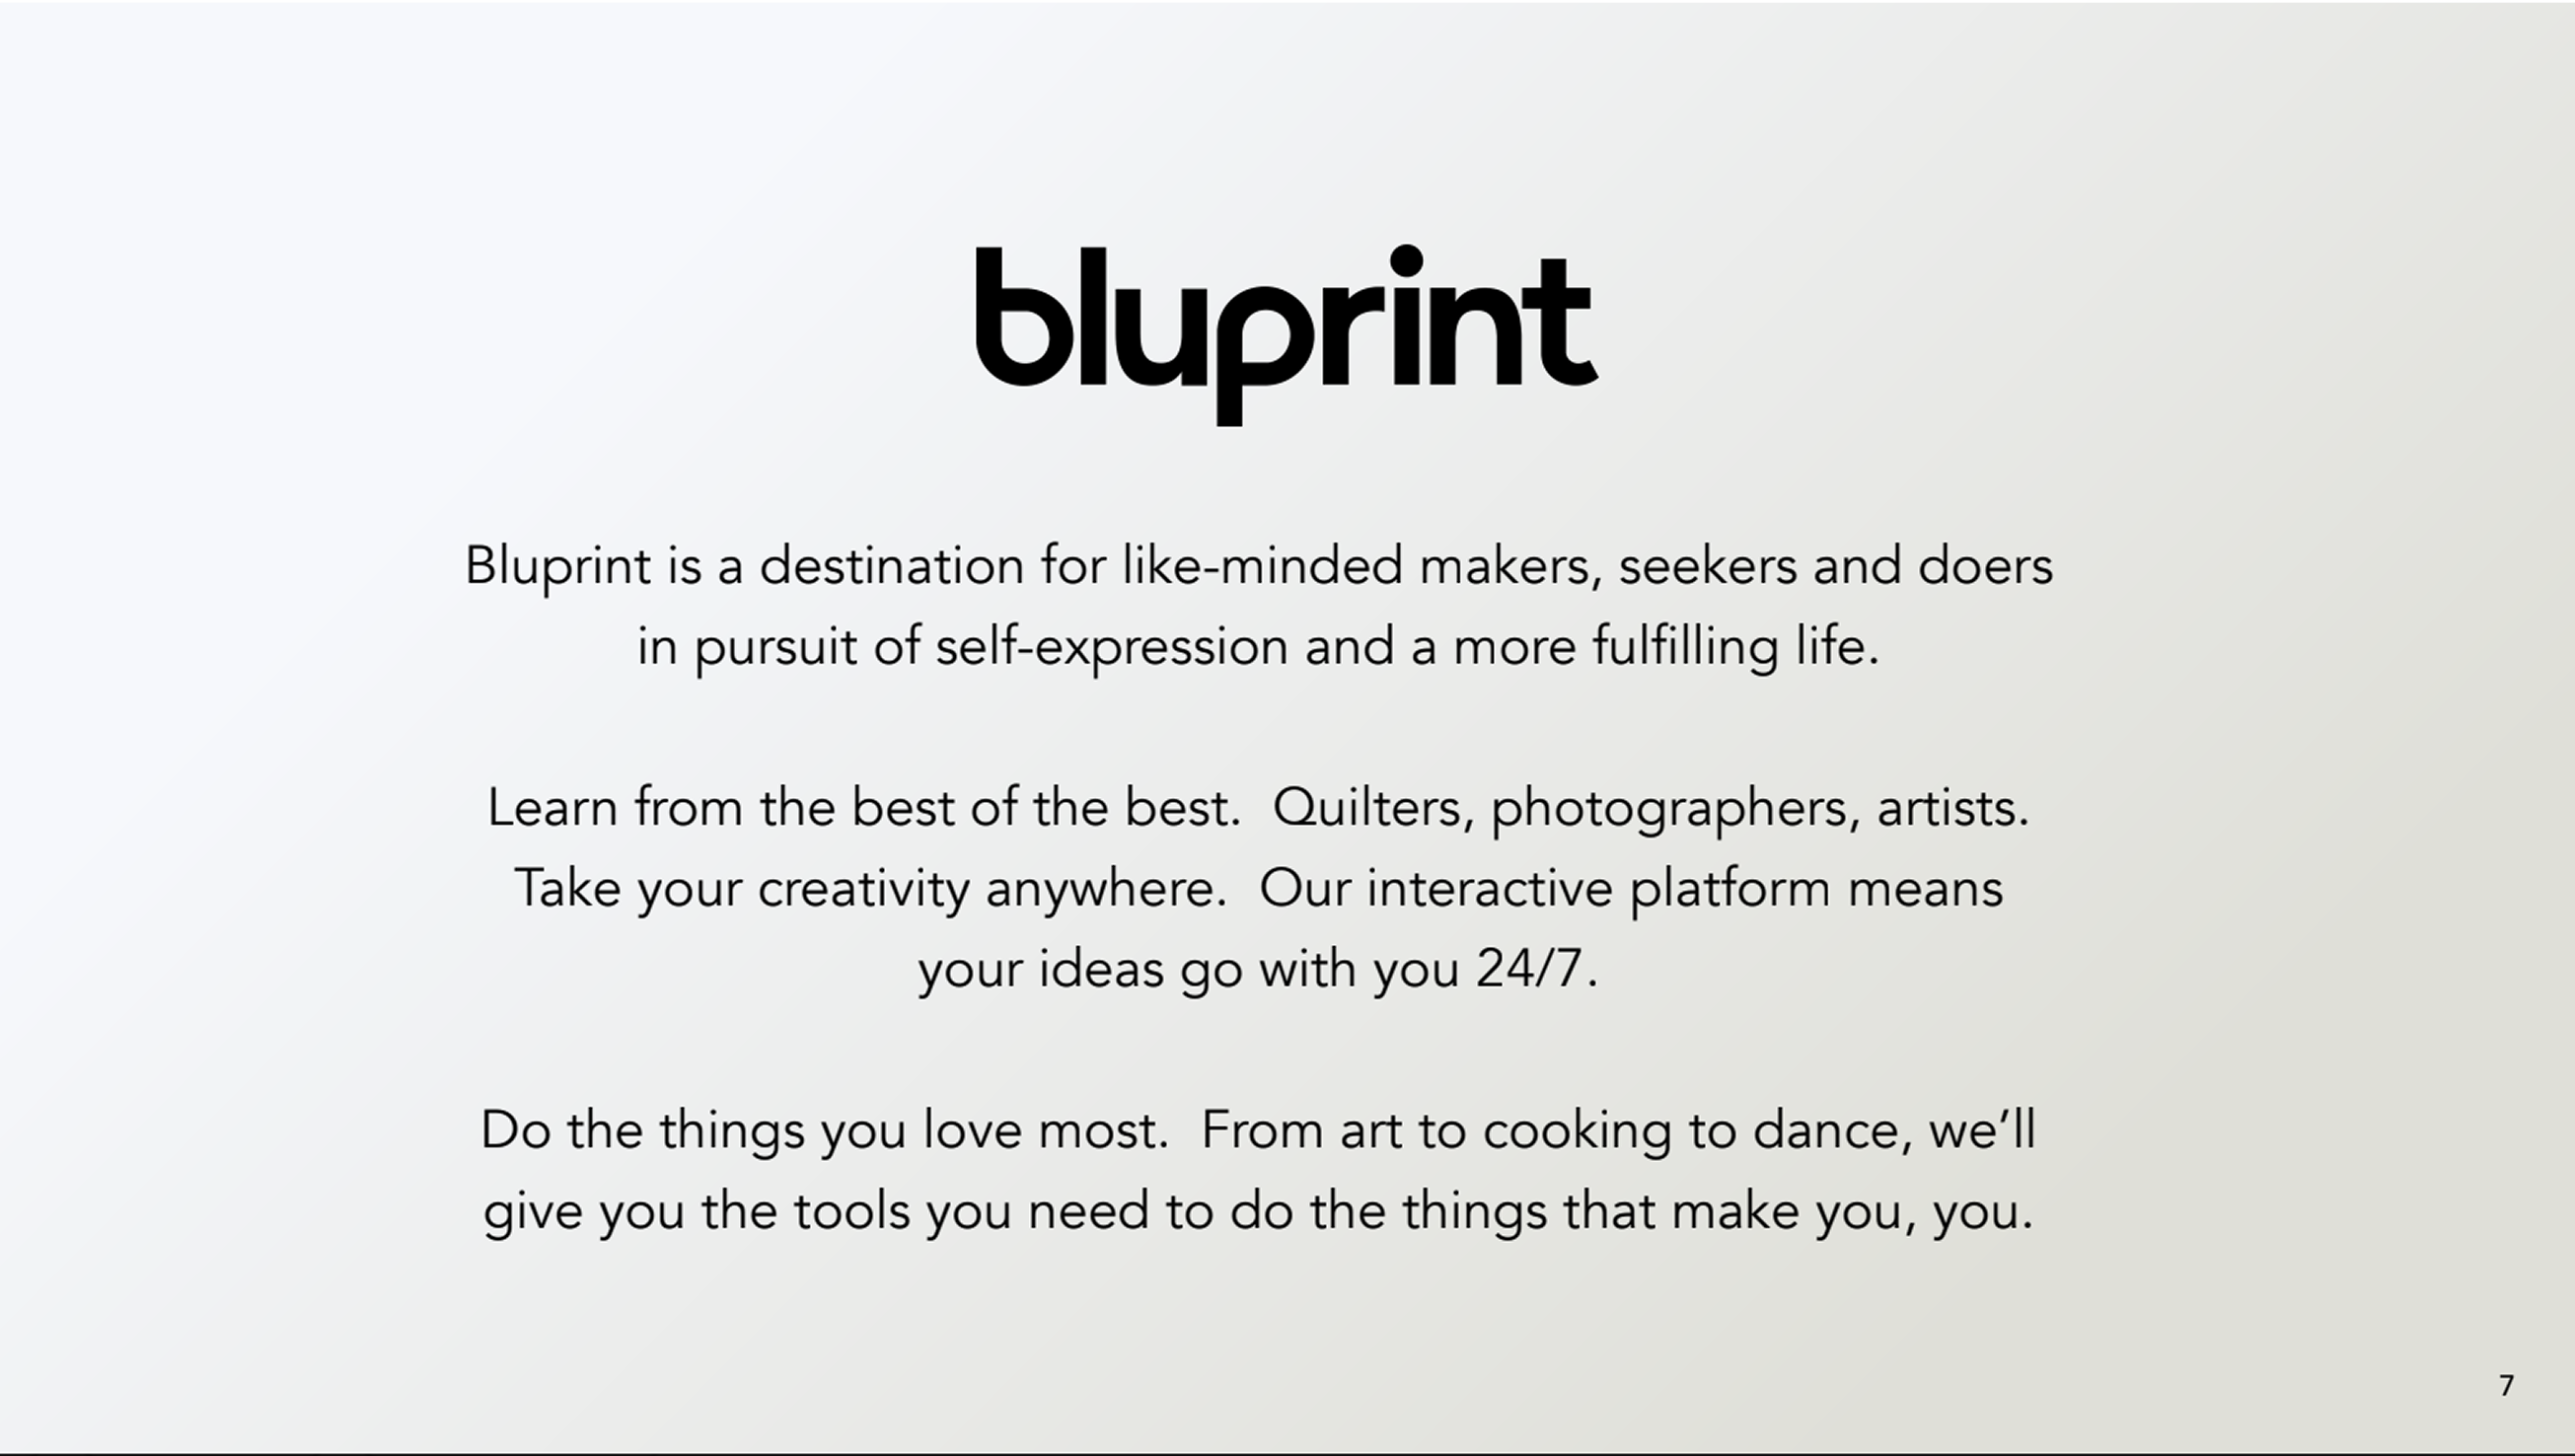 bluprint
Bluprint is a destination for like-minded makers, seekers and doers
in pursuit of self-expression and a more fulfilling life.
Learn from the best of the best.  Quilters, photographers, artists.
Take your creativity anywhere.  Our interactive platform means
your ideas go with you 24/7.
Do the things you love most.  From art to cooking to dance, we’ll
give you the tools you need to do the things that make you, you.
7